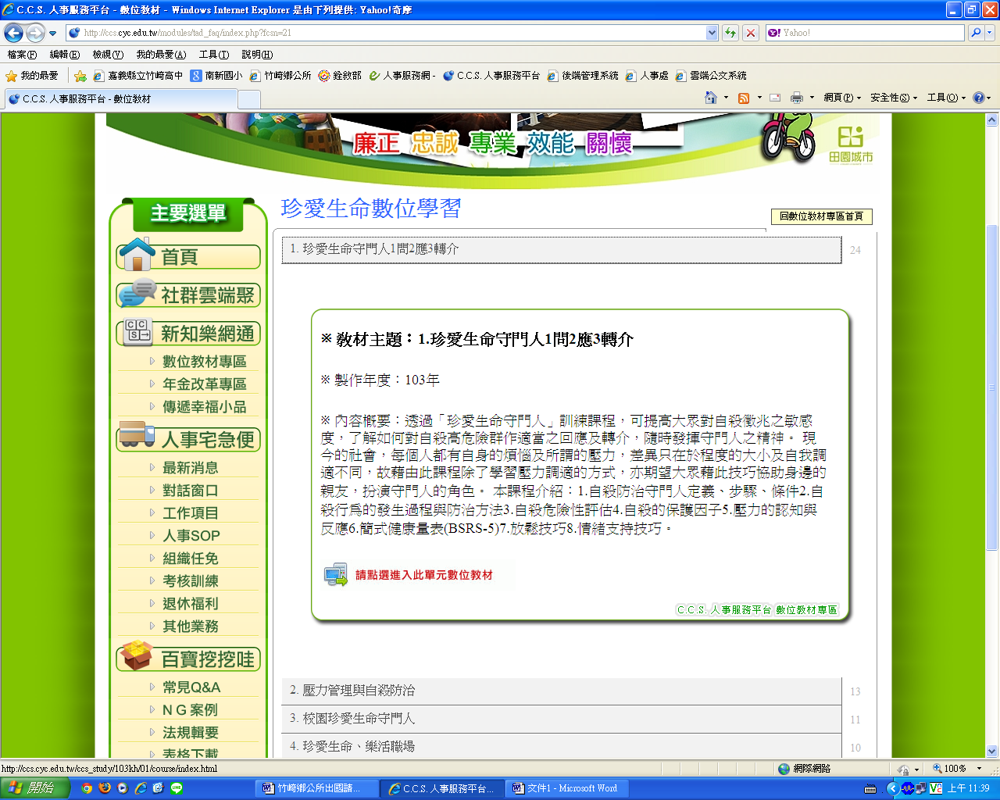 C.C.S. 人事服務平台 - 數位教材 - Windows Internet Explorer 是由下列提供: Yahoo!奇摩
http://ccs.cyc.edu.tw/modules/tad_faq/index.php?fcsn=21
Yahoo!
檔案(F) 編輯(E) 檢視(V) 我的最愛(A) 工具(T) 說明(H)
我的最愛 嘉義縣立竹崎高中 南新國小 竹崎鄉公所 銓敘部 人事服務網 - C.C.S. 人事服務平台 後端管理系統 人事處 雲端公文系統
C.C.S. 人事服務平台 - 數位教材 網頁(P) 安全性(S) 工具(O)
廉正 忠誠 專業 效能 關懷
田園城市
主要選單
首頁
社群雲端聚
新知樂網通
數位教材專區
年金改革專區
傳遞幸福小品
人事宅急便
最新消息
對話窗口
工作項目
人事SOP
組織任免
考核訓練
退休福利
其他業務
百寶挖挖哇
常見Q&A
N G 案例
法規輯要
表格下載
珍愛生命數位學習
回數位教材專區首頁
1. 珍愛生命守門人1問2應3轉介 24
※ 教材主題：1.珍愛生命守門人1問2應3轉介
※ 製作年度：103年
※ 內容概要：透過「珍愛生命守門人」訓練課程，可提高大眾對自殺徵兆之敏感
度，了解如何對自殺高危險群作適當之回應及轉介，隨時發揮守門人之精神。 現
今的社會，每個人都有自身的煩惱及所謂的壓力，差異只在於程度的大小及自我調
適不同，故藉由此課程除了學習壓力調適的方式，亦期望大眾藉此技巧協助身邊的
親友，扮演守門人的角色。 本課程介紹：1.自殺防治守門人定義、步驟、條件2.自
殺行為的發生過程與防治方法3.自殺危險性評估4.自殺的保護因子5.壓力的認知與
反應6.簡式健康量表(BSRS-5)7.放鬆技巧8.情緒支持技巧。
請點選進入此單元數位教材
C.C.S. 人事服務平台 數位教材專區
2. 壓力管理與自殺防治 13
3. 校園珍愛生命守門人 11
4. 珍愛生命、樂活職場 10
http://ccs.cyc.edu.tw/ccs_study/103kh/01/course/index.html 網際網路 100%
開始 竹崎鄉公所出國請... C.C.S. 人事服務平台... 文件1 - Microsoft Word 上午 11:39